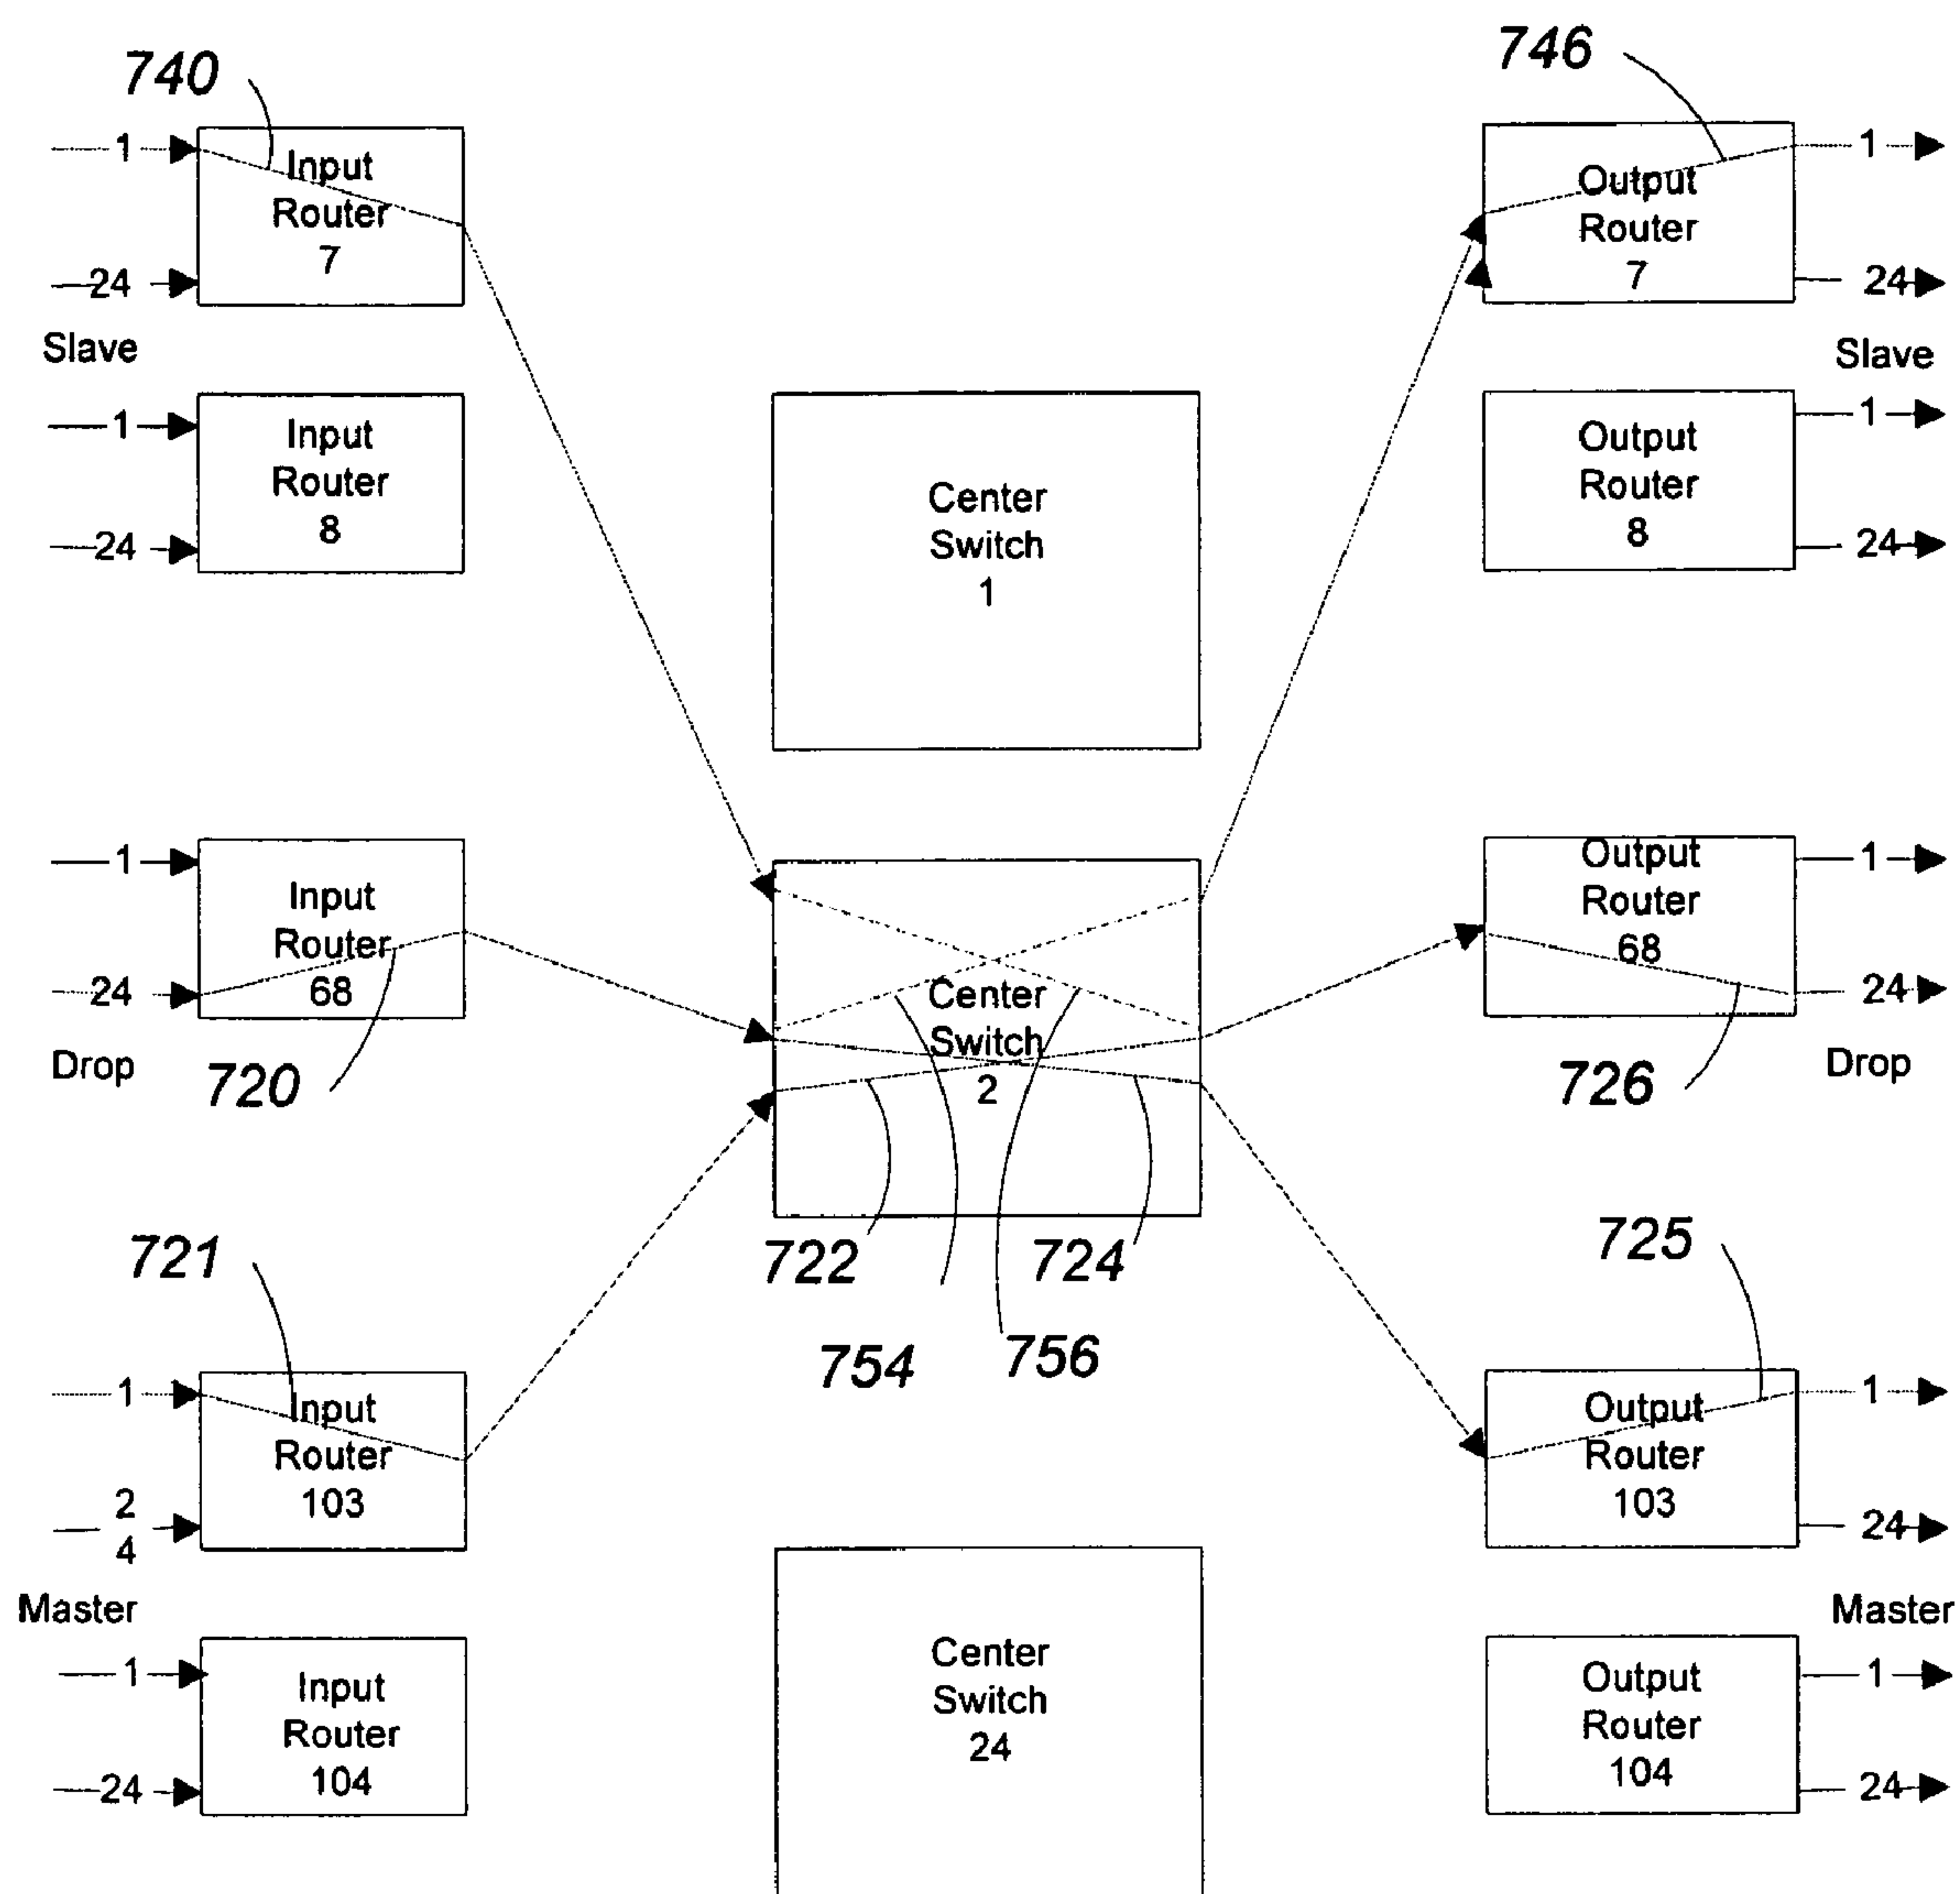 740
746
1
Input
Router
7
24
1
Output
Router
7
24
Slave
Slave
1
Input
Router
8
24
Center
Switch
1
1
Output
Router
8
24
1
Input
Router
68
24
Center
Switch
2
1
Output
Router
68
24
Drop
720
726
Drop
721
722
724
725
754
756
1
Input
Router
103
2
4
1
Output
Router
103
24
Master
Master
1
Input
Router
104
24
Center
Switch
24
1
Output
Router
104
24